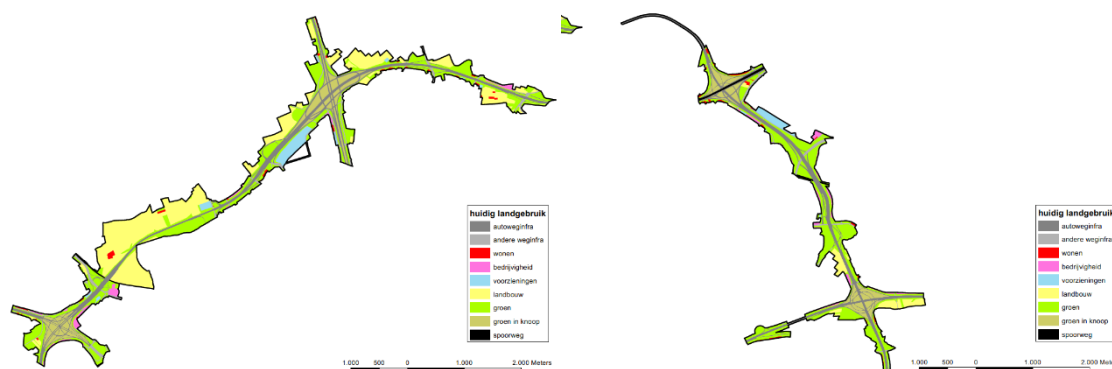 huidig landgebruik
autoweginfra
andere weginfra
wonen
bedrijvigheid
voorzieningen
landbouw
groen
groen in knoop
spoorweg
1.000 500 0 1.000 2.000 Meters
huidig landgebruik
autoweginfra
andere weginfra
wonen
bedrijvigheid
voorzieningen
landbouw
groen
groen in knoop
spoorweg
1.000 500 0 1.000 2.000 Me